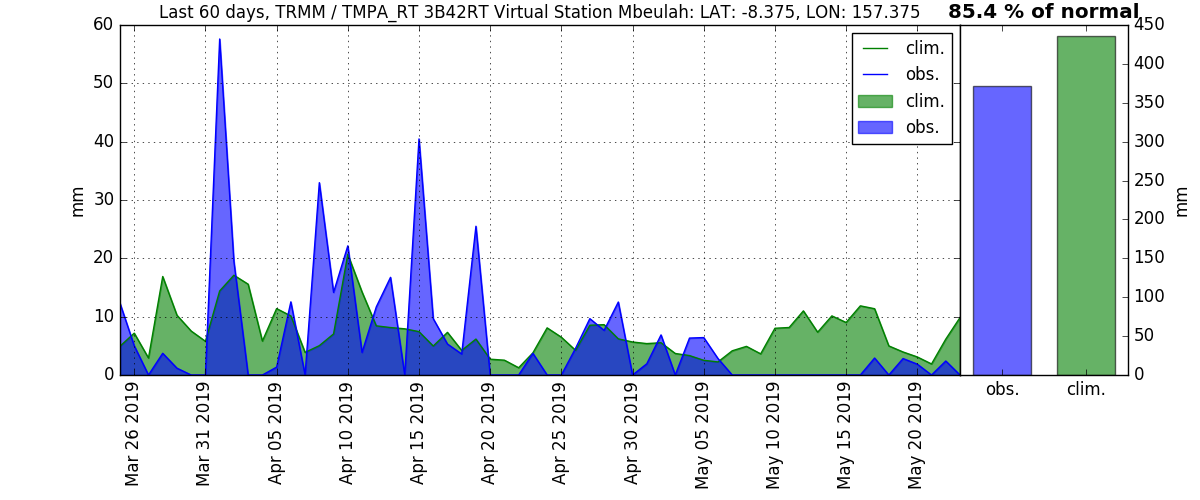 Last 60 days, TRMM / TMPA_RT 3B42RT Virtual Station Mbeulah: LAT: -8.375, LON: 157.375
85.4 % of normal
60
50
40
30
20
10
0
mm
clim.
obs.
clim.
obs.
450
400
350
300
250
200
150
100
50
0
mm
Mar 26 2019
Mar 31 2019
Apr 05 2019
Apr 10 2019
Apr 15 2019
Apr 20 2019
Apr 25 2019
Apr 30 2019
May 05 2019
May 10 2019
May 15 2019
May 20 2019
obs.
clim.